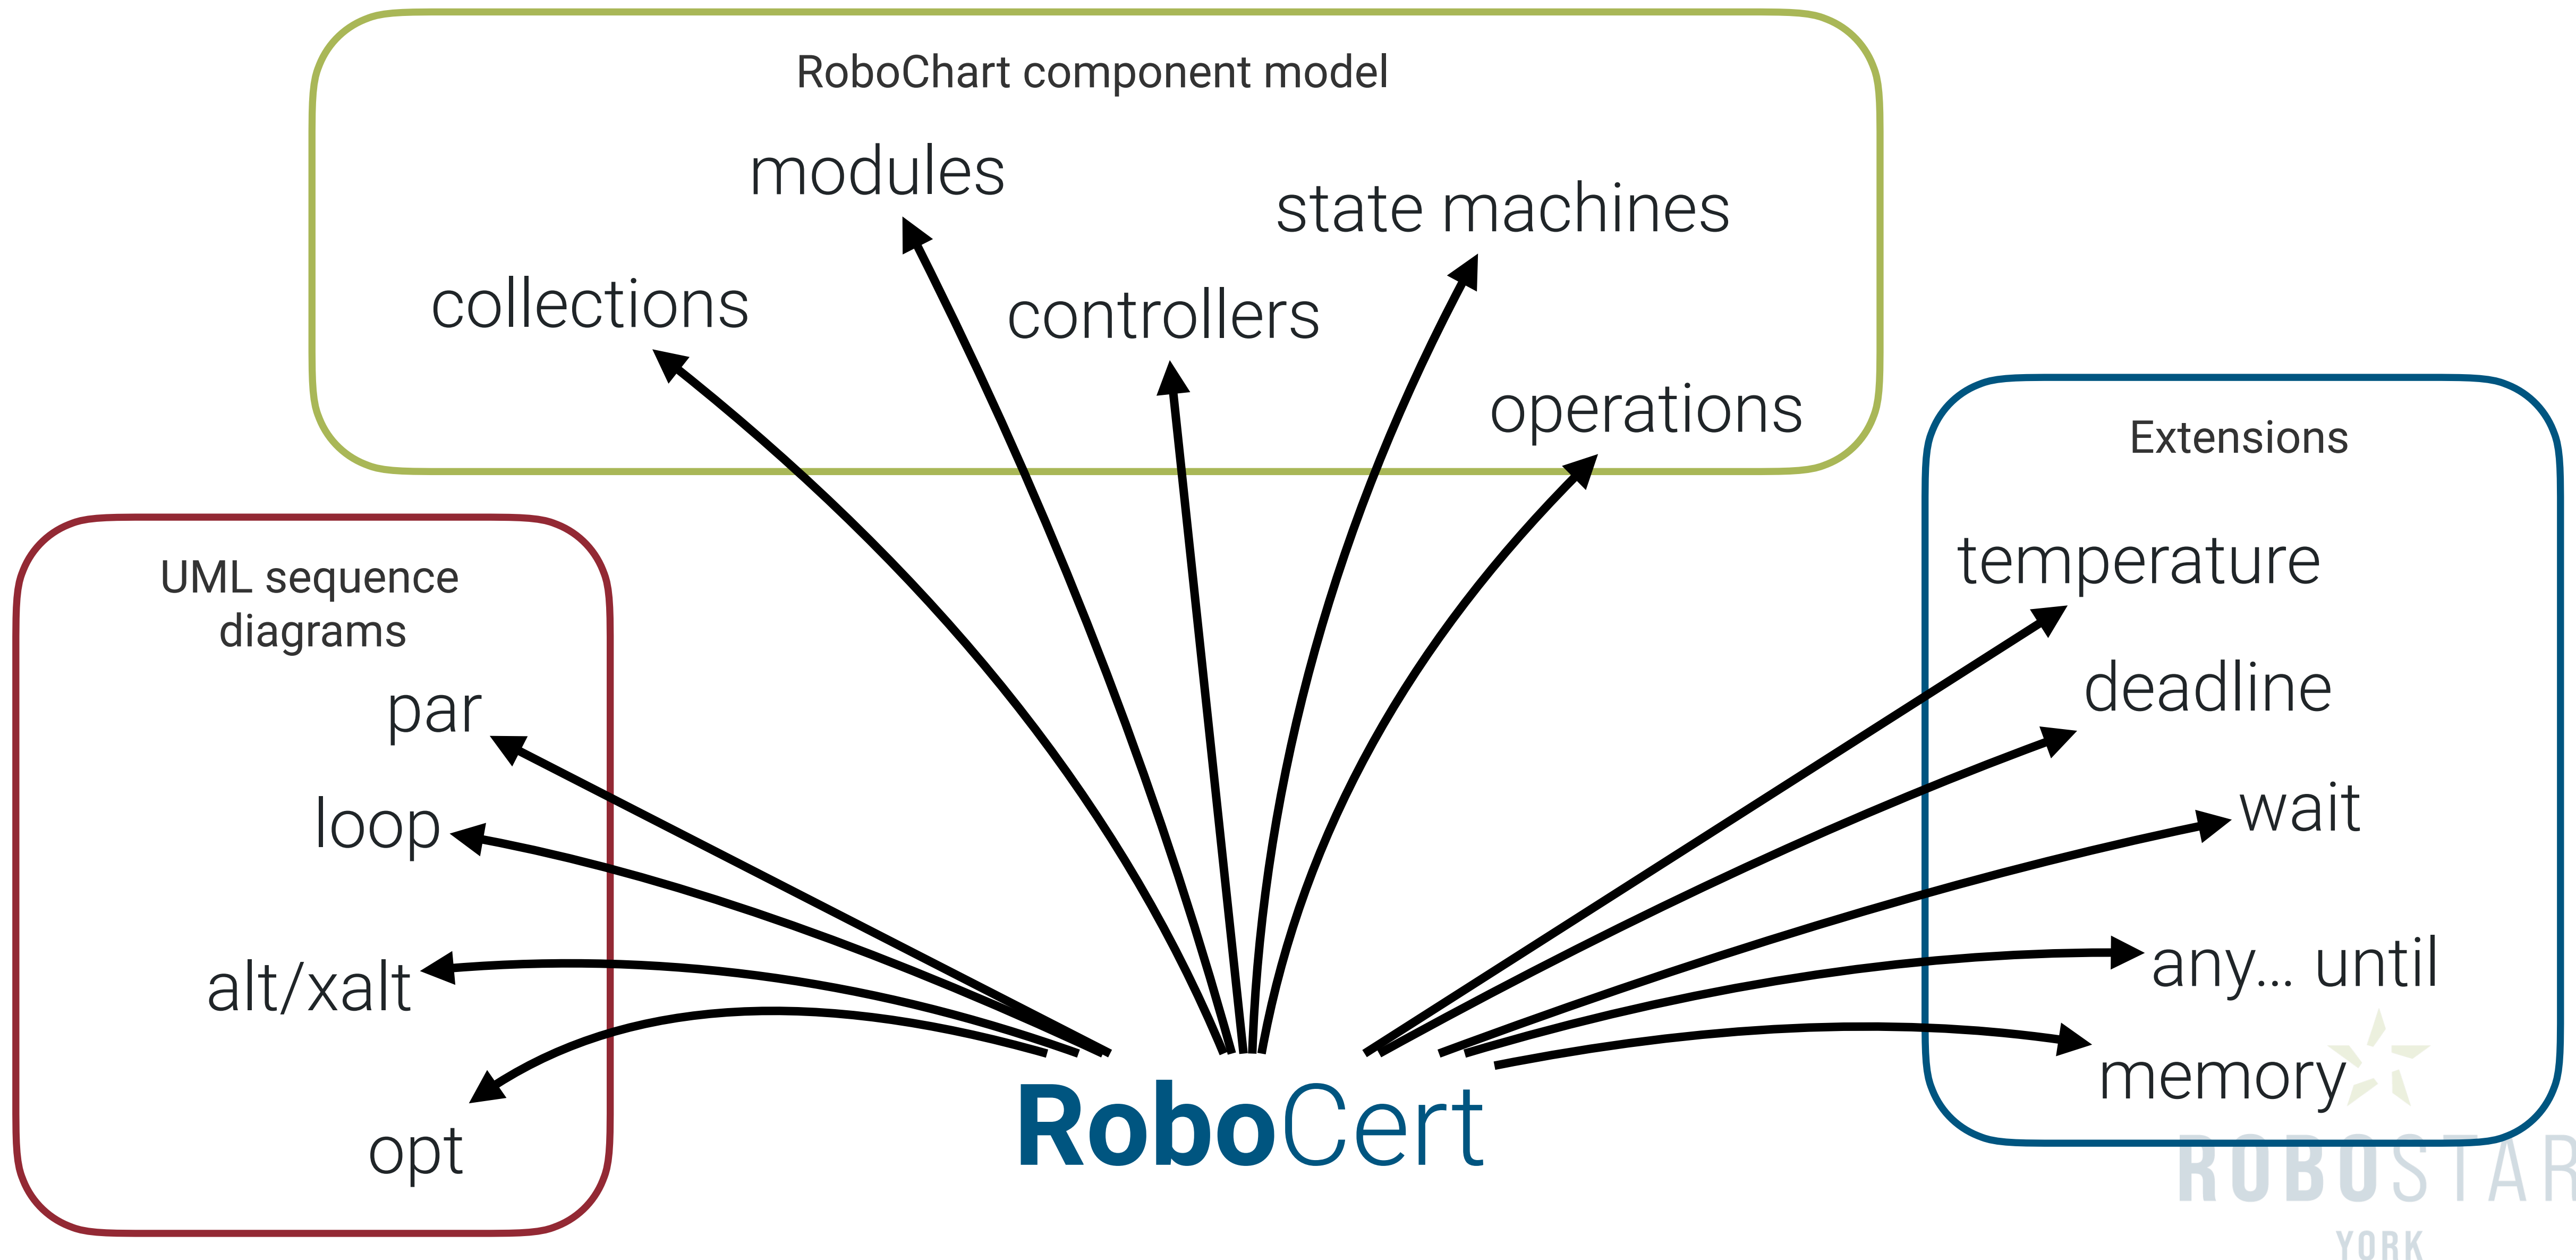 RoboChart component model
modules
state machines
collections
controllers
operations
Extensions
temperature
deadline
wait
any... until
memory
UML sequence
diagrams
par
loop
alt/xalt
opt
RoboCert
ROBOSTAR
YORK